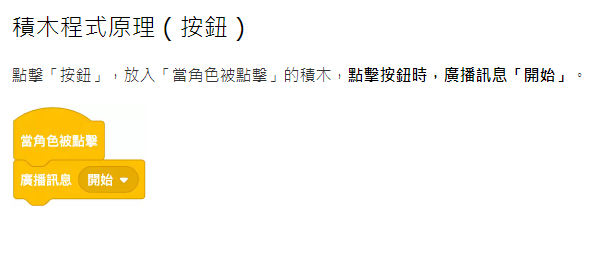 積木程式原理（按鈕）
點擊「按鈕」，放入「當角色被點擊」的積木，點擊按鈕時，廣播訊息「開始」。
當角色被點擊
廣播訊息 開始